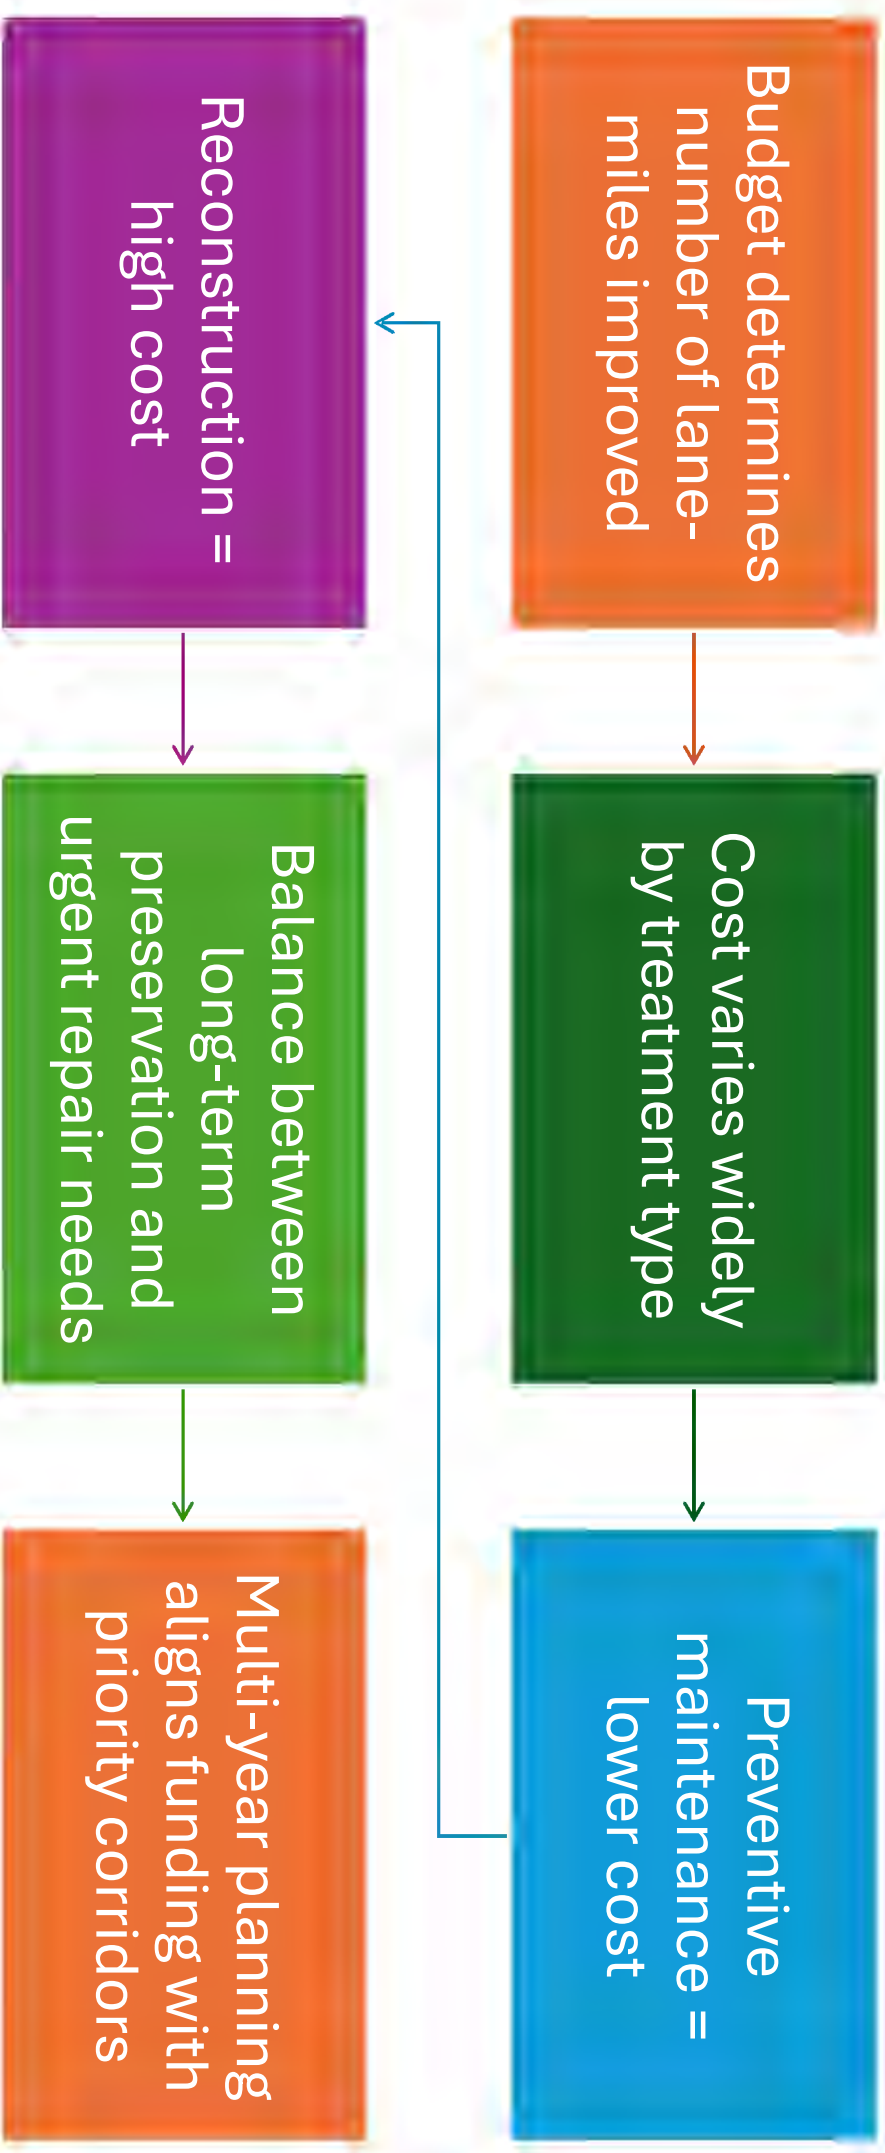 Budget determines
number of lane-
miles improved
Cost varies widely
by treatment type
Preventive
maintenance =
lower cost
Reconstruction =
high cost
Balance between
long-term
preservation and
urgent repair needs
Multi-year planning
aligns funding with
priority corridors